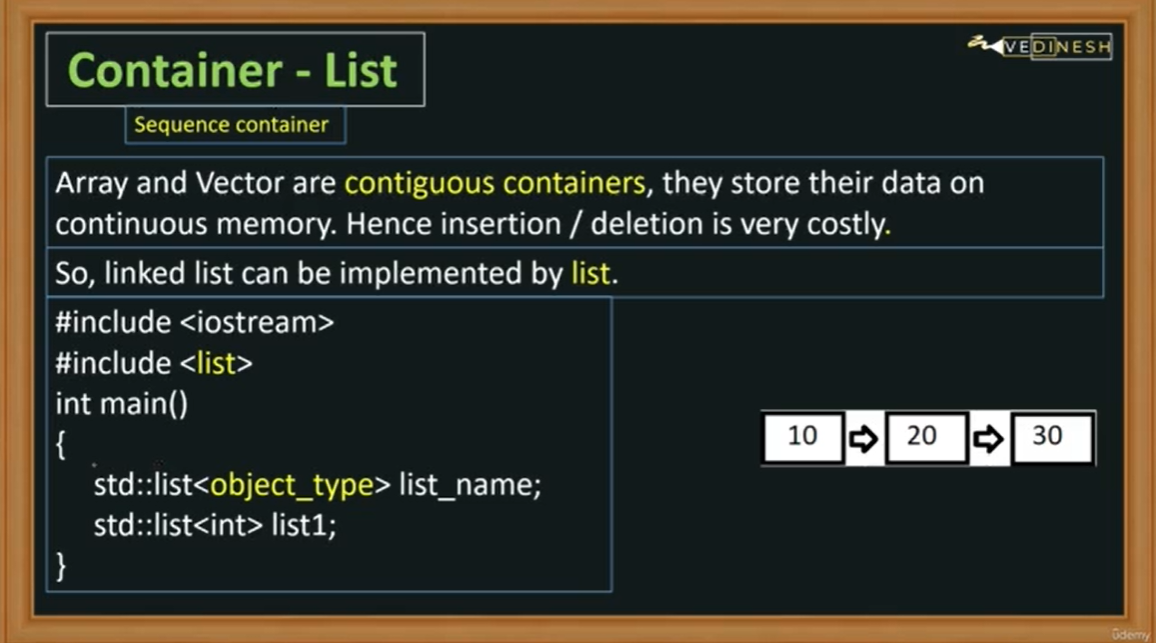 Container - List
VEDINESH
Sequence container
Array and Vector are contiguous containers, they store their data on
continuous memory. Hence insertion / deletion is very costly.
So, linked list can be implemented by list.
#include <iostream>
#include <list>
int main()
{
std::list<object_type> list_name;
std::list<int> list1;
}
10 ⇨ 20 ⇨ 30
ûdemy